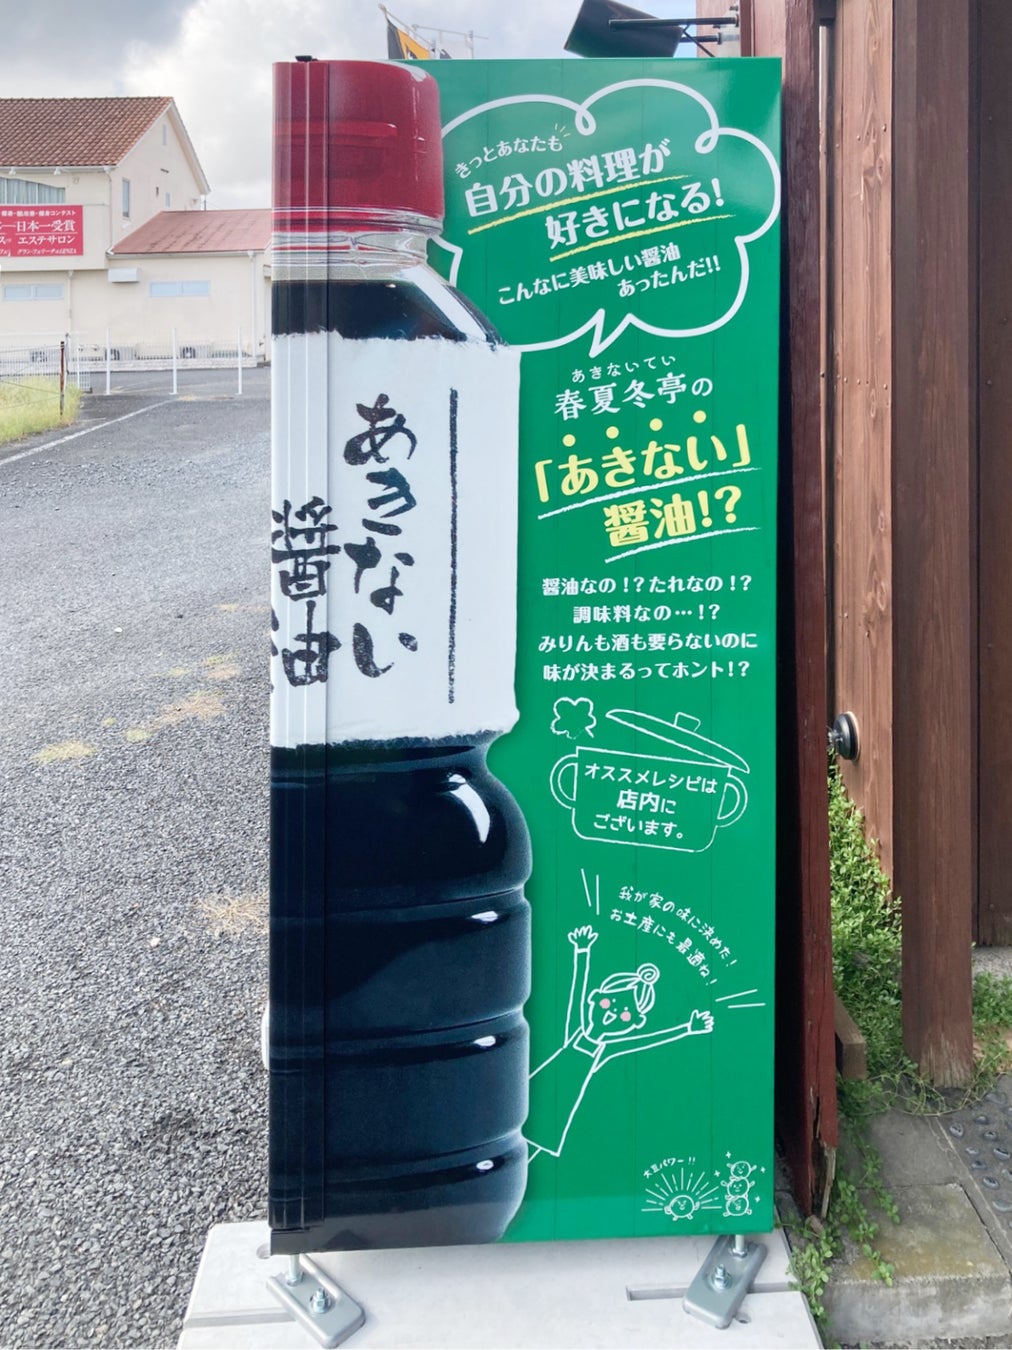 きっとあなたも
自分の料理が
好きになる!
こんなに美味しい醤油
あったんだ!!
あきないてい
春夏冬亭の
「あきない」
醤油!?
醤油なの!?たれなの!?
調味料なの…!?
みりんも酒も要らないのに
味が決まるってホント!?
オススメレシピは
店内に
ございます。
我が家の味に決めた!
お土産にも最適ね!
大豆パワー!!
あきない
醤油
日本一受賞
エステサロン